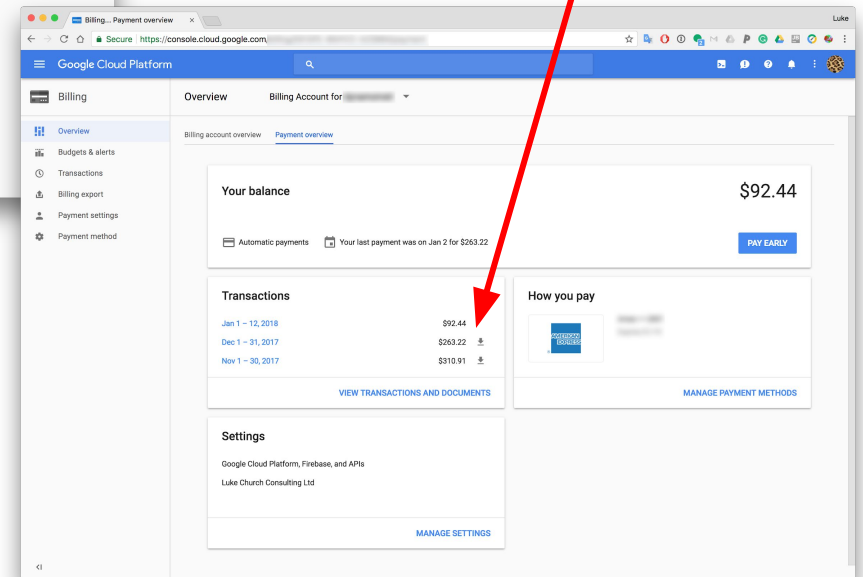 Billing... Payment overview
Luke
Secure https://console.cloud.google.com
Google Cloud Platform
Billing
Overview
Billing Account for
Overview
Budgets & alerts
Transactions
Billing export
Payment settings
Payment method
Billing account overview
Payment overview
Your balance
$92.44
Automatic payments
Your last payment was on Jan 2 for $263.22
PAY EARLY
Transactions
Jan 1 – 12, 2018 $92.44
Dec 1 – 31, 2017 $263.22
Nov 1 – 30, 2017 $310.91
VIEW TRANSACTIONS AND DOCUMENTS
How you pay
AMERICAN
EXPRESS
MANAGE PAYMENT METHODS
Settings
Google Cloud Platform, Firebase, and APIs
Luke Church Consulting Ltd
MANAGE SETTINGS